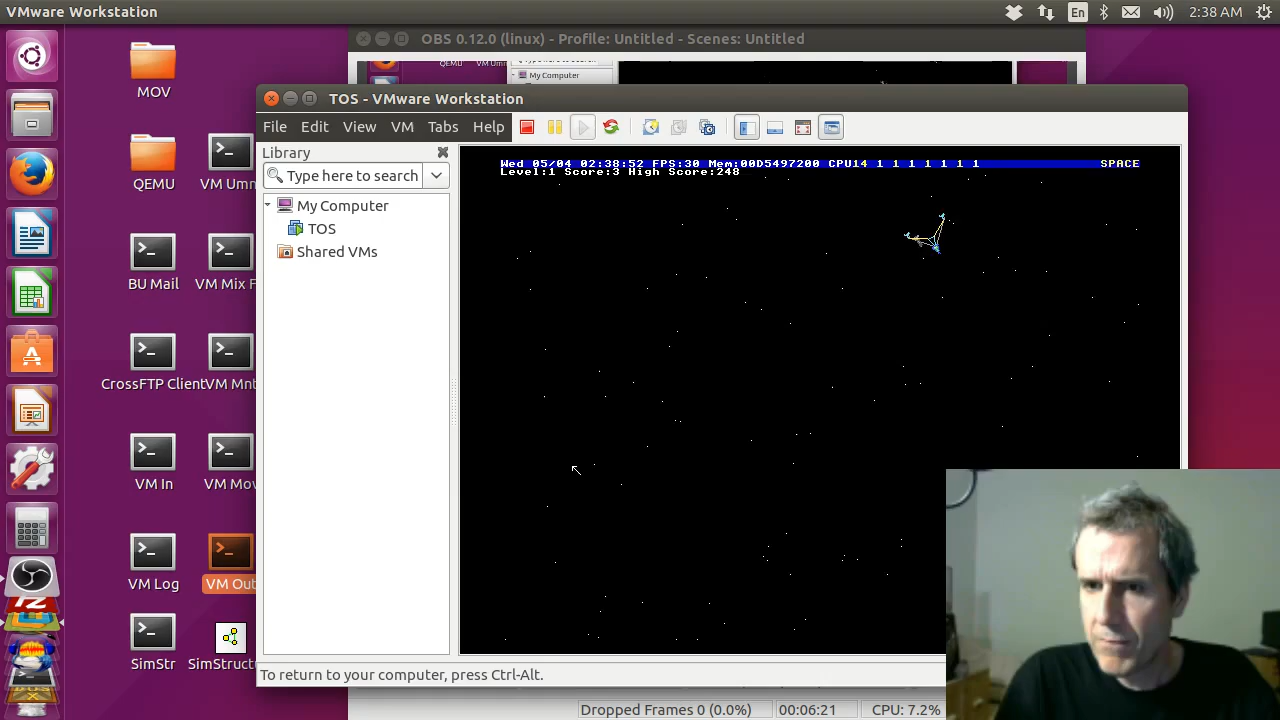 VMware Workstation
En
2:38 AM
OBS 0.12.0 (linux) - Profile: Untitled - Scenes: Untitled
My Computer
TOS - VMware Workstation
File Edit View VM Tabs Help
Library
Type here to search
My Computer
TOS
Shared VMs
Wed 05/04 02:38:52 FPS:30 Mem:00D5497200 CPU14 1 1 1 1 1 1 1 SPACE
Level:1 Score:3 High Score:248
MOV
QEMU
VM Umn
BU Mail
VM Mix F
CrossFTP Client
VM Mnt
VM In
VM Mov
VM Log
VM Out
SimStr
SimStruct
To return to your computer, press Ctrl-Alt.
Dropped Frames 0 (0.0%)
00:06:21
CPU: 7.2%